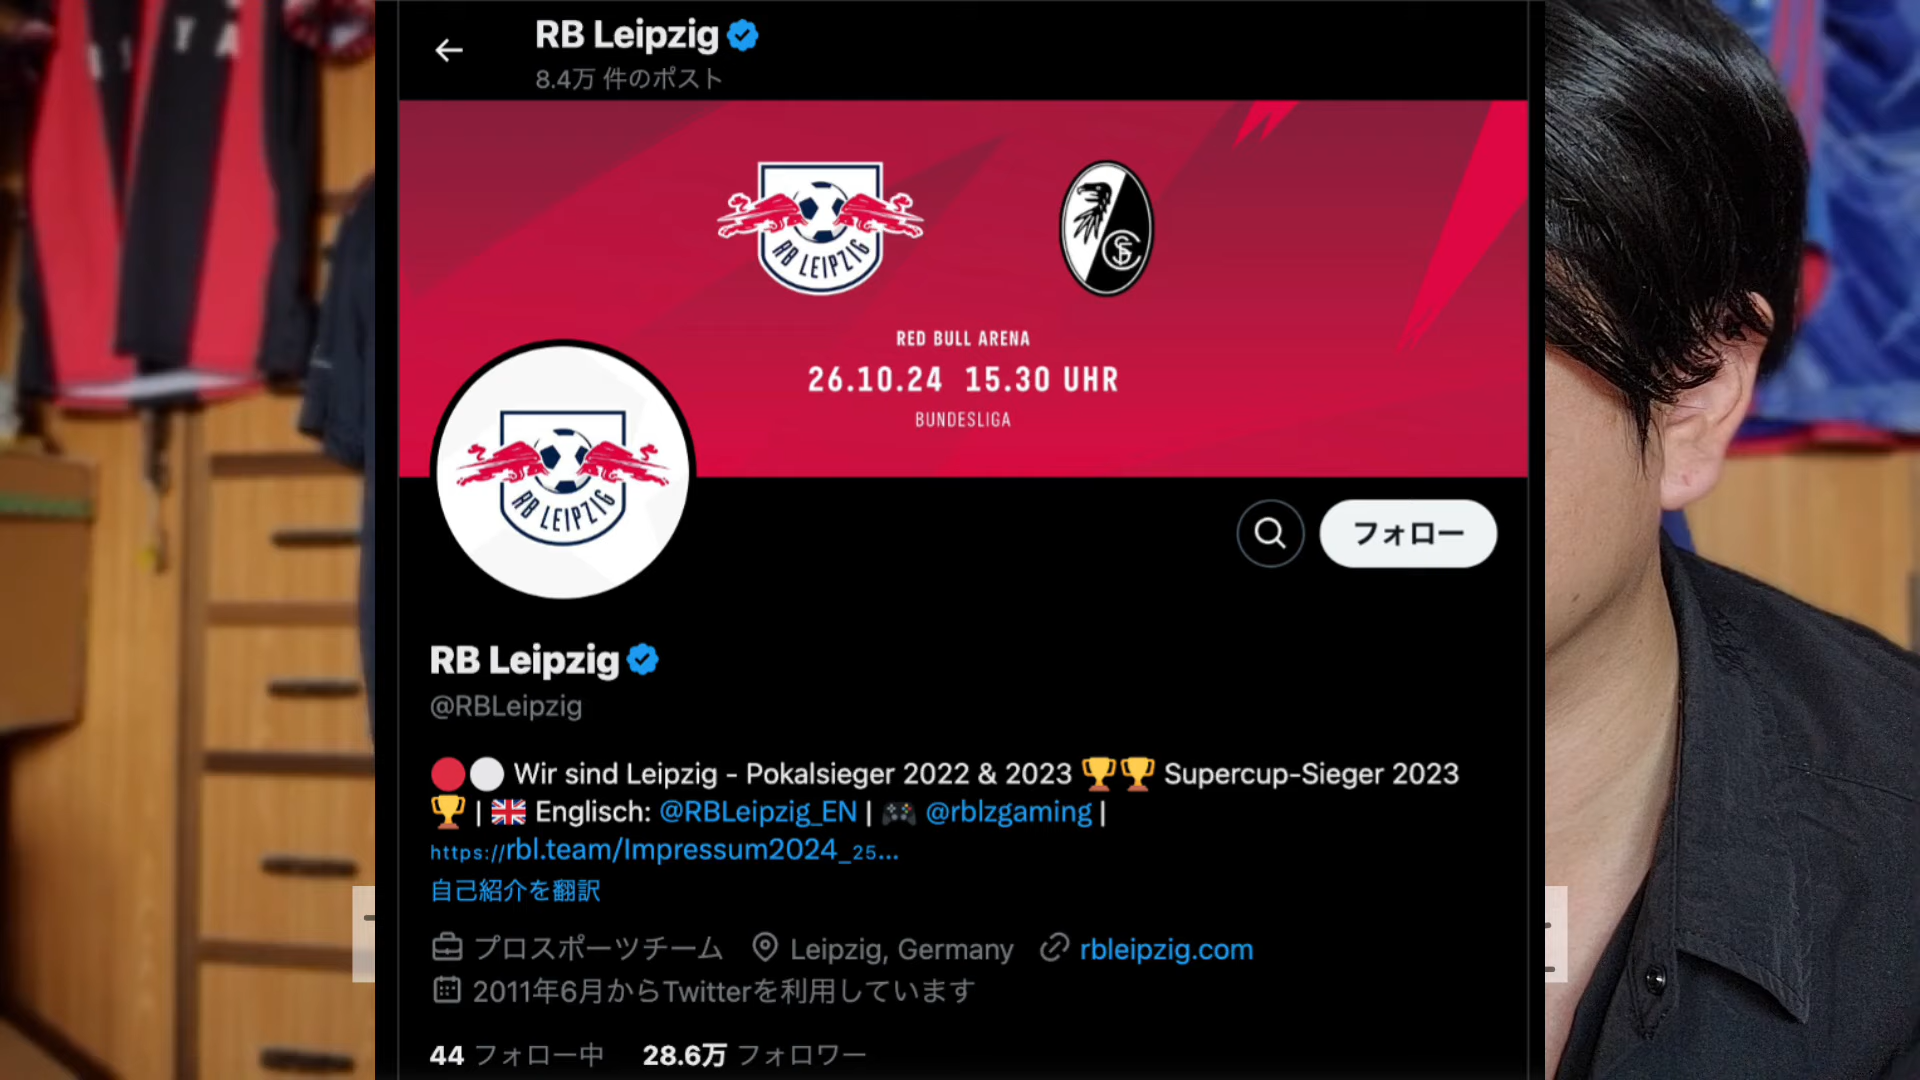 RB Leipzig
8.4万 件のポスト
RB LEIPZIG
SC
RED BULL ARENA
26.10.24 15.30 UHR
BUNDESLIGA
RB LEIPZIG
フォロー
RB Leipzig
@RBLeipzig
Wir sind Leipzig - Pokalsieger 2022 & 2023 🏆🏆 Supercup-Sieger 2023
🏆 | 🇬🇧 Englisch: @RBLeipzig_EN | 🎮 @rblzgaming |
https://rbl.team/Impressum2024_25...
自己紹介を翻訳
プロスポーツチーム Leipzig, Germany rbleipzig.com
2011年6月からTwitterを利用しています
44 フォロー中 28.6万 フォロワー